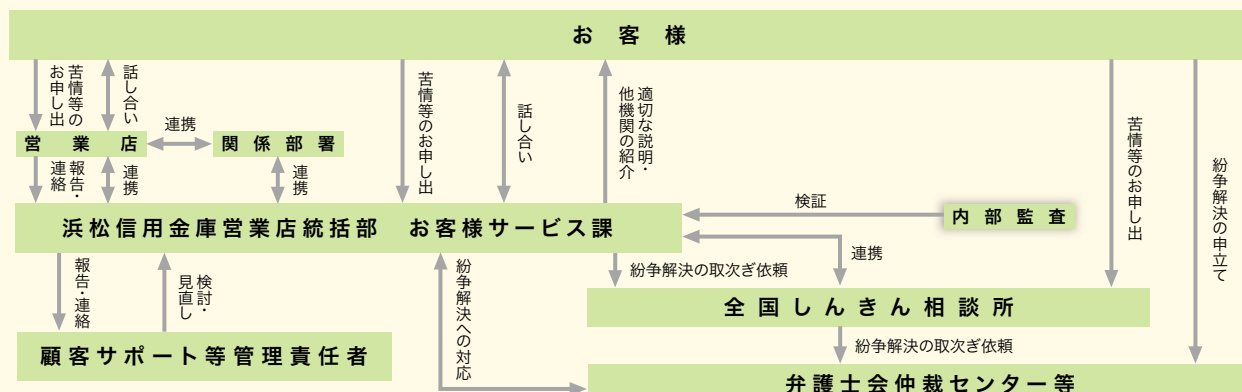 お客様
苦情等の
お申し出
話し合い
苦情等のお申し出
話し合い
適切な説明・
他機関の紹介
苦情等のお申し出
紛争解決の申立て
営業店
連携
関係部署
報告・
連絡
連携
連携
浜松信用金庫営業店統括部 お客様サービス課
検証
内部監査
連携
報告・連絡
検討・
見直し
紛争解決への対応
紛争解決の取次ぎ依頼
全国しんきん相談所
顧客サポート等管理責任者
紛争解決の取次ぎ依頼
弁護士会仲裁センター等